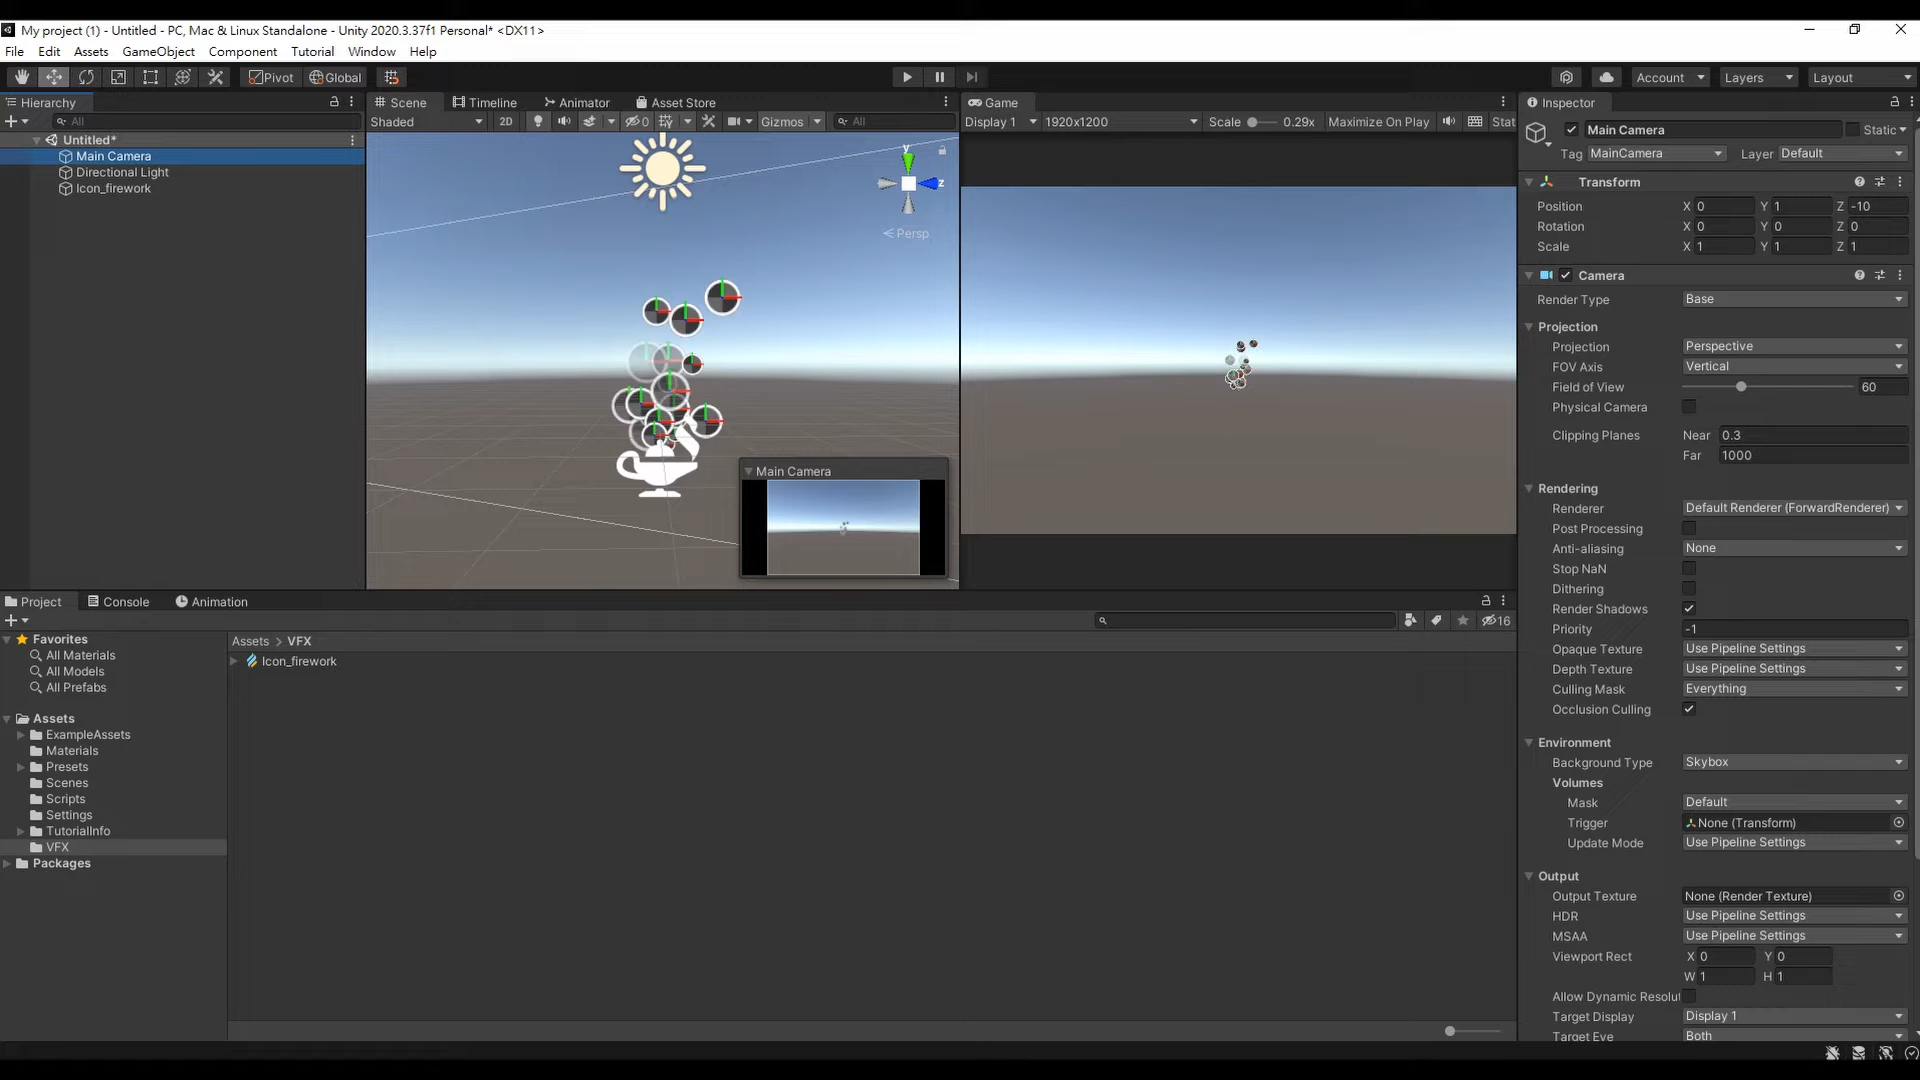 My project (1) - Untitled - PC, Mac & Linux Standalone - Unity 2020.3.37f1 Personal* <DX11>
File Edit Assets GameObject Component Tutorial Window Help
Pivot Global Account Layers Layout
Hierarchy
All
Untitled*
Main Camera
Directional Light
Icon_firework
Scene Timeline Animator Asset Store
Shaded 2D 0 Gizmos All
y
z
Persp
Main Camera
Game
Display 1 1920x1200 Scale 0.29x Maximize On Play Stat
Inspector
Main Camera Static
Tag MainCamera Layer Default
Transform
Position X 0 Y 1 Z -10
Rotation X 0 Y 0 Z 0
Scale X 1 Y 1 Z 1
Camera
Render Type Base
Projection
Projection Perspective
FOV Axis Vertical
Field of View 60
Physical Camera
Clipping Planes Near 0.3
Far 1000
Rendering
Renderer Default Renderer (ForwardRenderer)
Post Processing
Anti-aliasing None
Stop NaN
Dithering
Render Shadows
Priority -1
Opaque Texture Use Pipeline Settings
Depth Texture Use Pipeline Settings
Culling Mask Everything
Occlusion Culling
Environment
Background Type Skybox
Volumes
Mask Default
Trigger None (Transform)
Update Mode Use Pipeline Settings
Output
Output Texture None (Render Texture)
HDR Use Pipeline Settings
MSAA Use Pipeline Settings
Viewport Rect X 0 Y 0
W 1 H 1
Allow Dynamic Resolut
Target Display Display 1
Target Eye Both
Project Console Animation
16
Favorites
All Materials
All Models
All Prefabs
Assets
ExampleAssets
Materials
Presets
Scenes
Scripts
Settings
TutorialInfo
VFX
Packages
Assets > VFX
Icon_firework